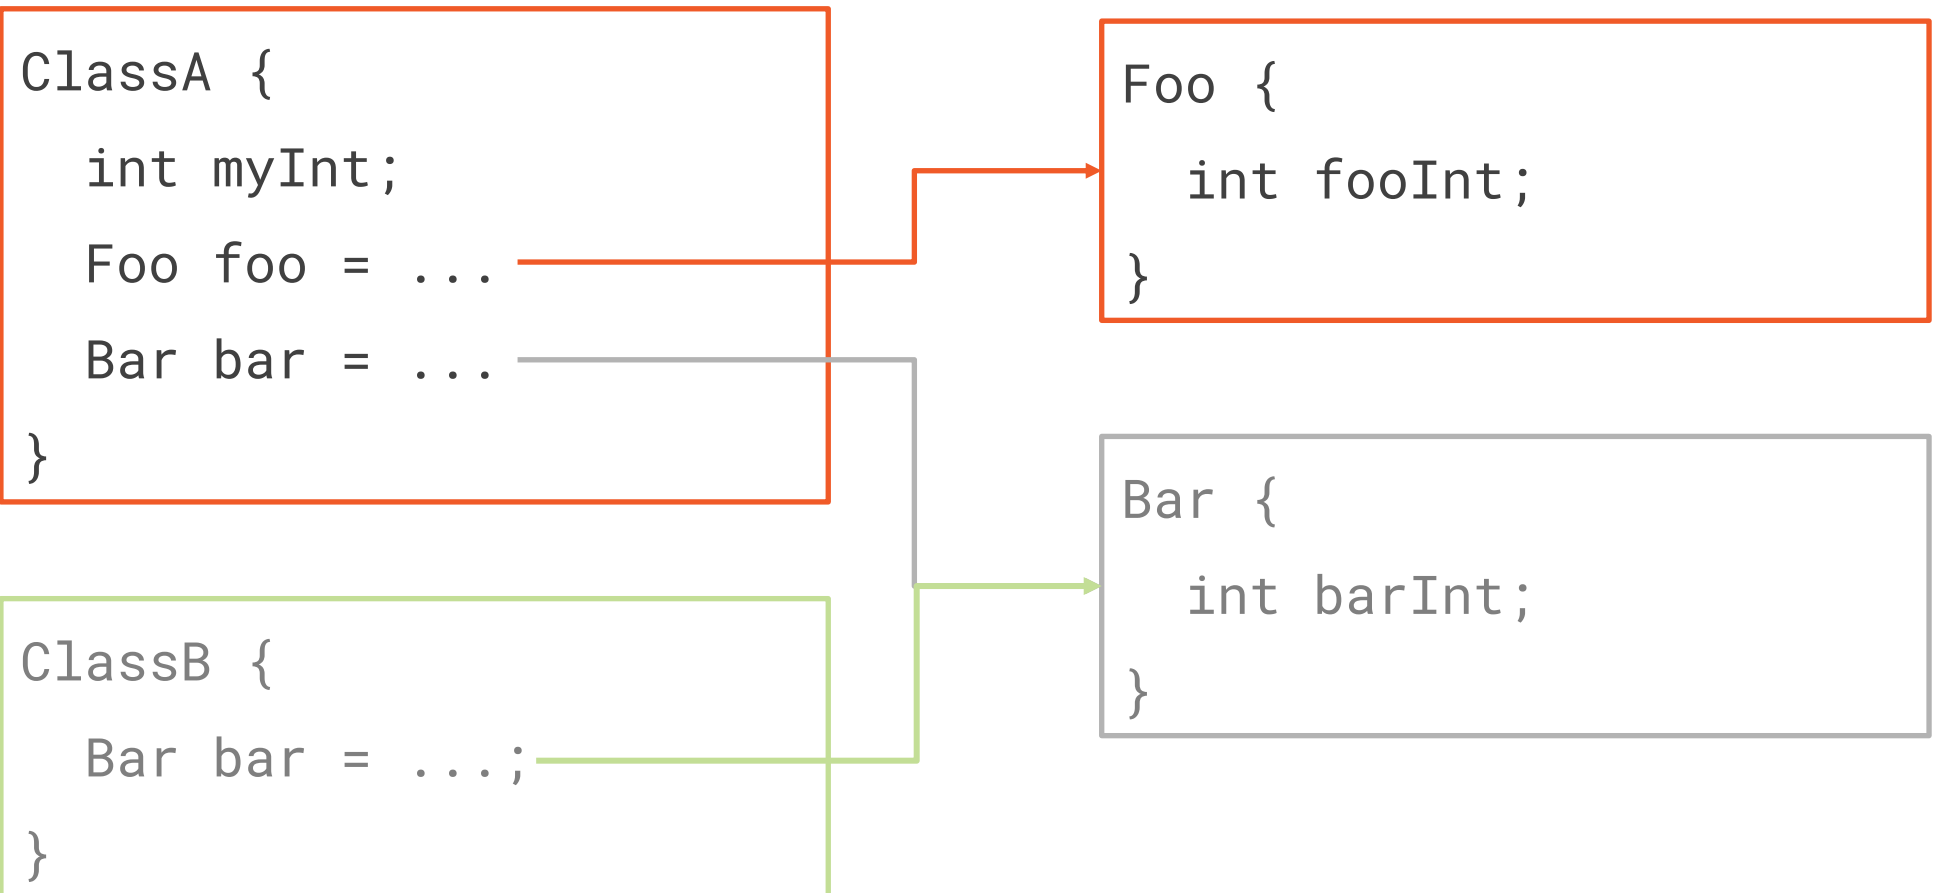 ClassA {
  int myInt;
  Foo foo = ...
  Bar bar = ...
}
Foo {
  int fooInt;
}
Bar {
  int barInt;
}
ClassB {
  Bar bar = ...;
}